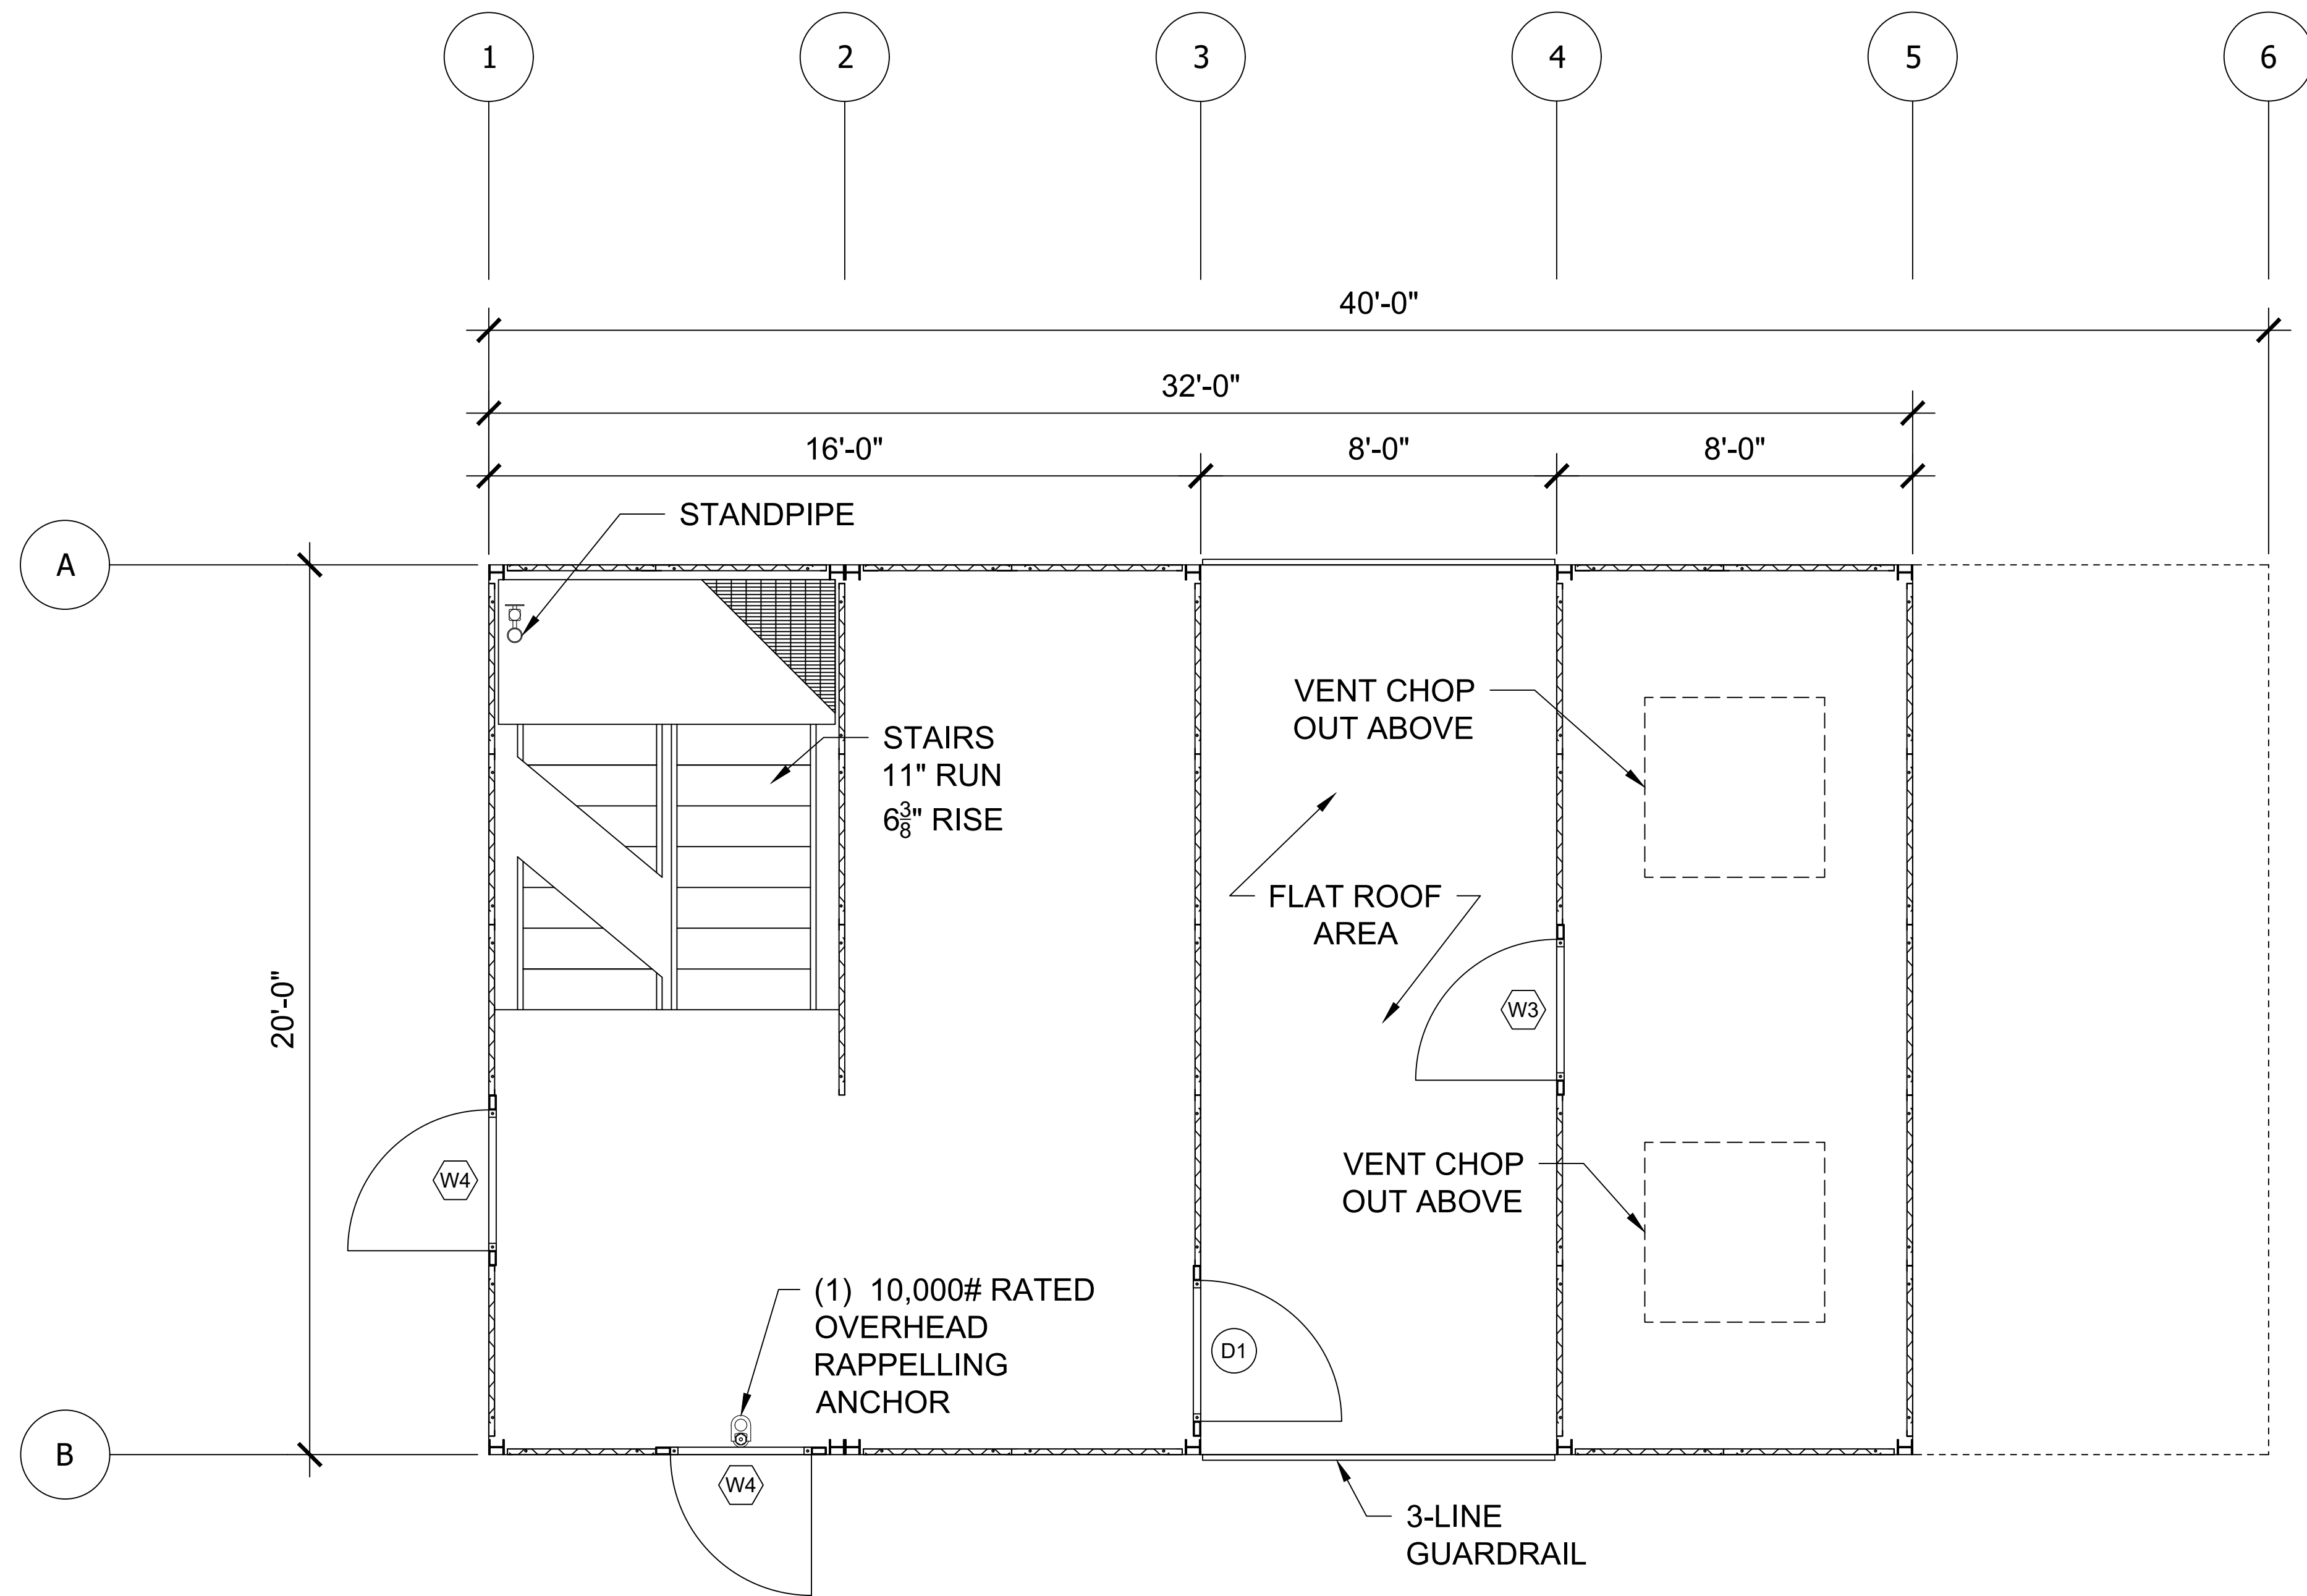 1
2
3
4
5
6
40'-0"
32'-0"
16'-0"
8'-0"
8'-0"
A
STANDPIPE
VENT CHOP
OUT ABOVE
STAIRS
11" RUN
6 3/8" RISE
FLAT ROOF
AREA
20'-0"
W3
W4
VENT CHOP
OUT ABOVE
(1) 10,000# RATED
OVERHEAD
RAPPELLING
ANCHOR
D1
B
W4
3-LINE
GUARDRAIL